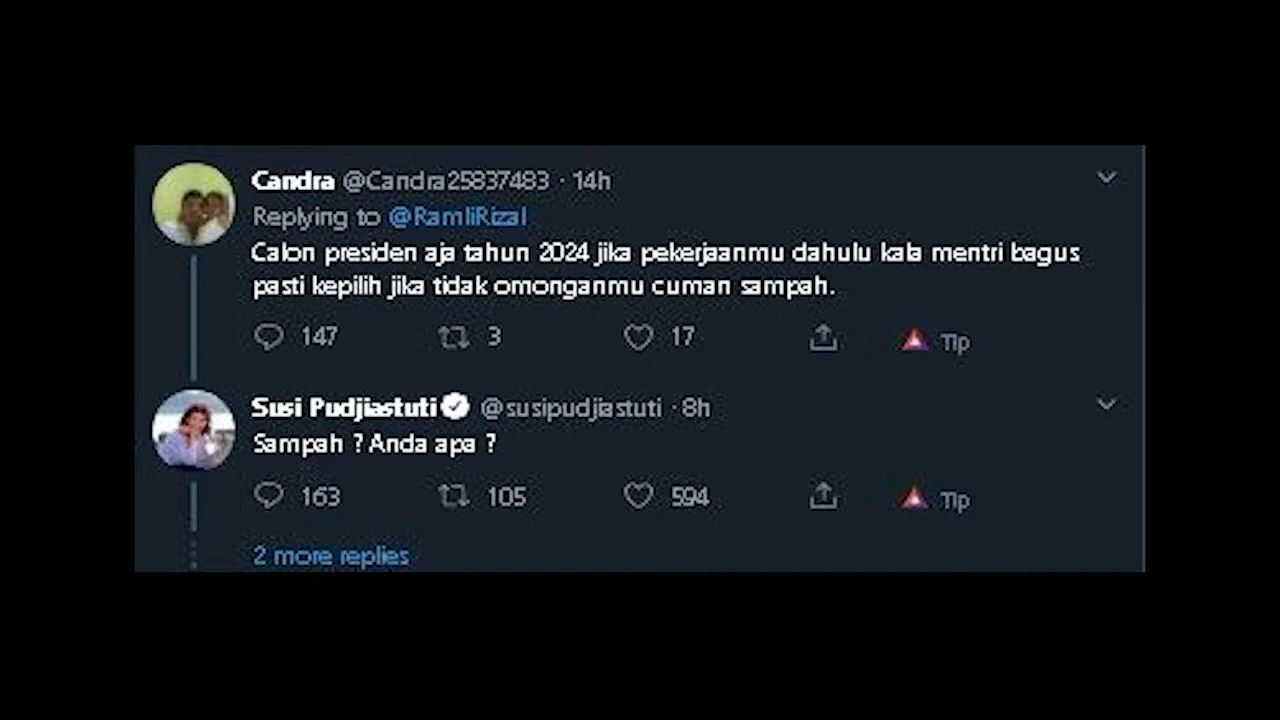 Candra @Candra25837483 · 14h
Replying to @RamliRizal
Calon presiden aja tahun 2024 jika pekerjaanmu dahulu kala mentri bagus
pasti kepilih jika tidak omonganmu cuman sampah.
147 3 17 Tip
Susi Pudjiastuti @susipudjiastuti · 8h
Sampah ? Anda apa ?
163 105 594 Tip
2 more replies